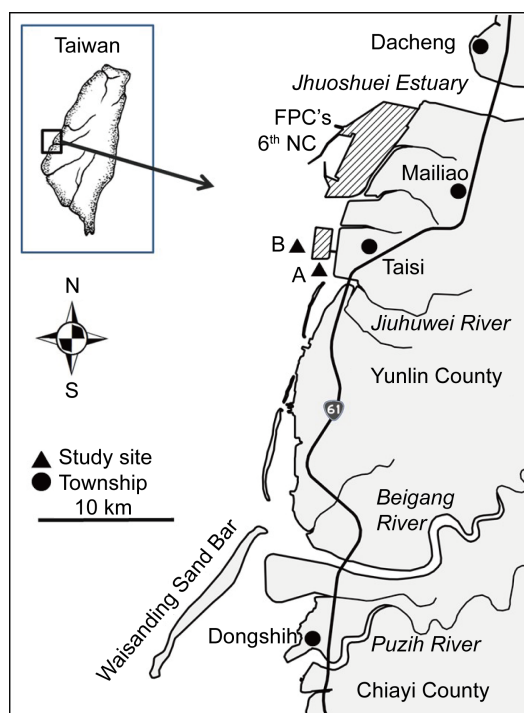 Taiwan
Dacheng
Jhuoshuei Estuary
FPC's
6th NC
Mailiao
B
A
Taisi
N
S
Jiuhuwei River
Yunlin County
61
Study site
Township
10 km
Beigang
River
Waisanding Sand Bar
Dongshih
Puzih River
Chiayi County